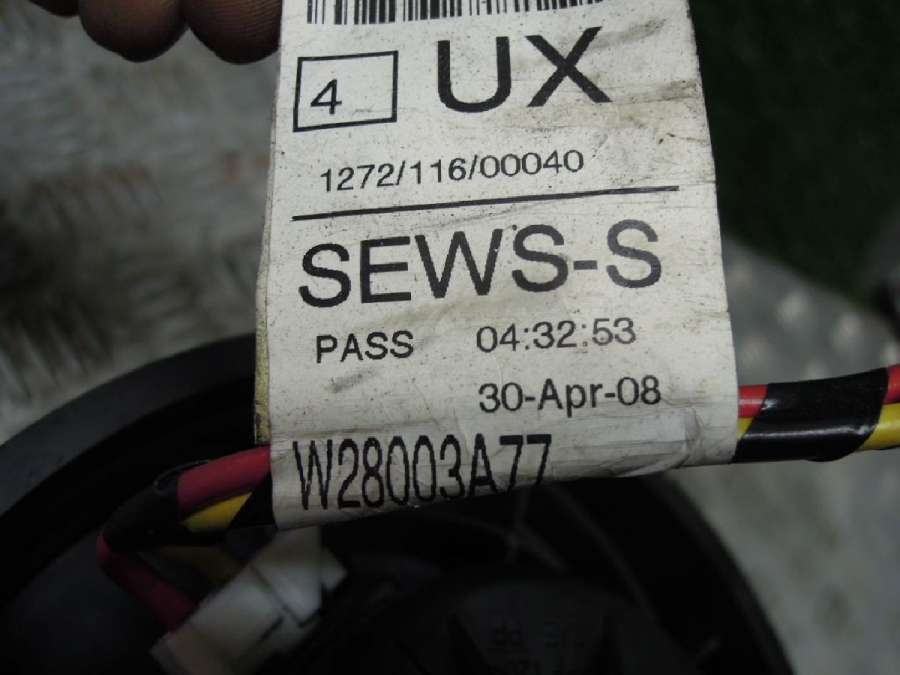 4 UX
1272/116/00040
SEWS-S
PASS 04:32:53
30-Apr-08
W28003A77